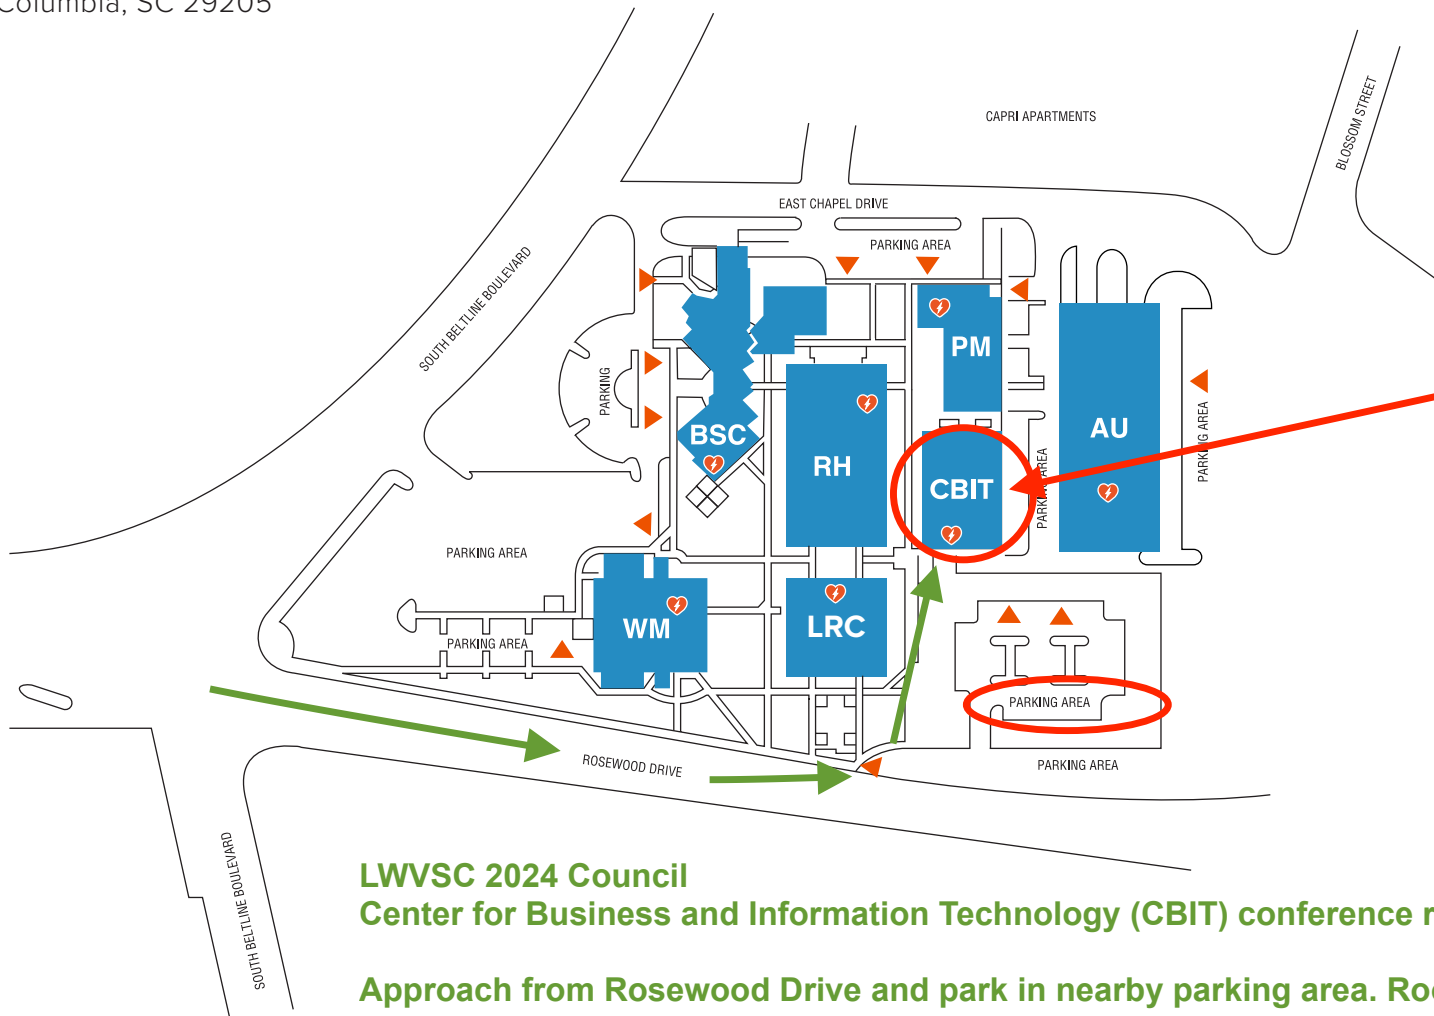 Columbia, SC 29205
CAPRI APARTMENTS
BLOSSOM STREET
EAST CHAPEL DRIVE
PARKING AREA
SOUTH BELTLINE BOULEVARD
PM
PARKING
BSC
RH
CBIT
AU
PARKING AREA
PARKING AREA
PARKING AREA
WM
LRC
PARKING AREA
PARKING AREA
ROSEWOOD DRIVE
PARKING AREA
SOUTH BELTLINE BOULEVARD
LWVSC 2024 Council
Center for Business and Information Technology (CBIT) conference
Approach from Rosewood Drive and park in nearby parking area.